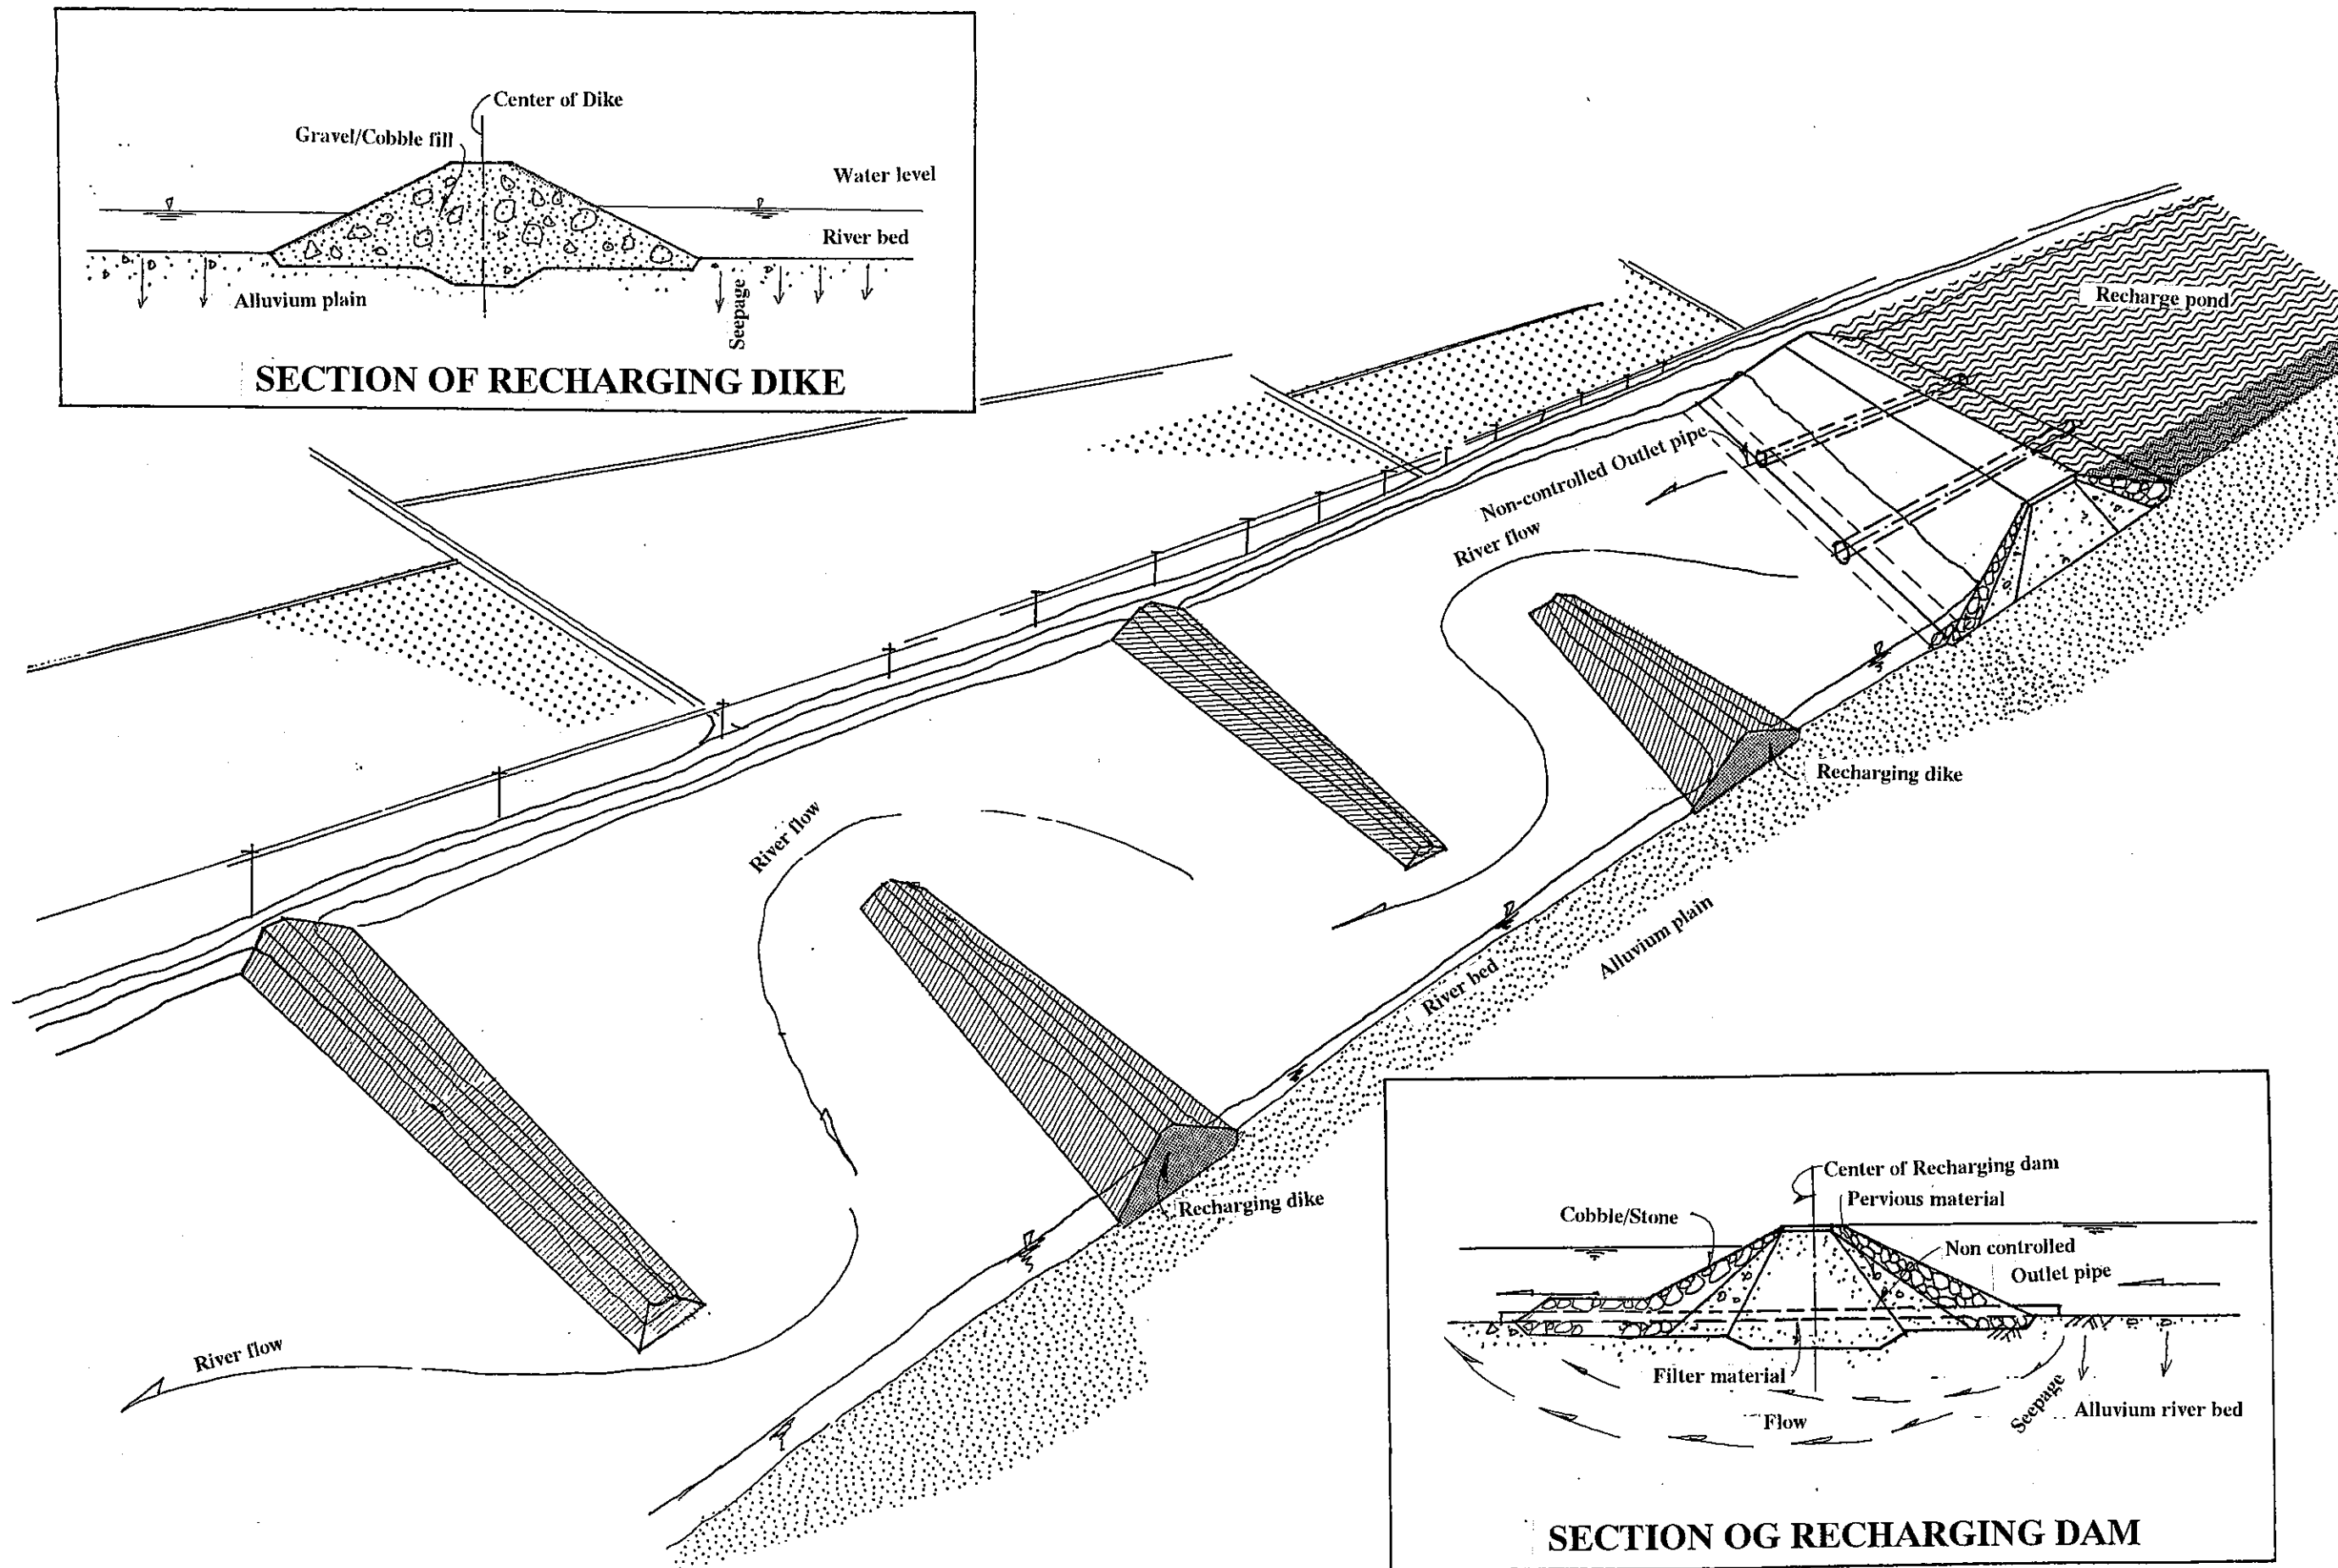 Center of Dike
Gravel/Cobble fill
Water level
River bed
Alluvium plain
Seepage
SECTION OF RECHARGING DIKE
Recharge pond
Non-controlled Outlet pipe
River flow
Recharging dike
River flow
Alluvium plain
River bed
Recharging dike
River flow
Center of Recharging dam
Pervious material
Cobble/Stone
Non controlled
Outlet pipe
Filter material
Seepage
Alluvium river bed
Flow
SECTION OG RECHARGING DAM